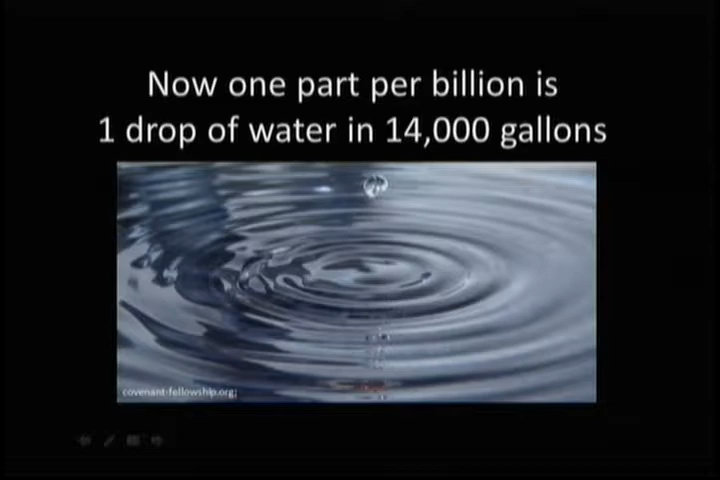 Now one part per billion is
1 drop of water in 14,000 gallons
covenant-fellowship.org;